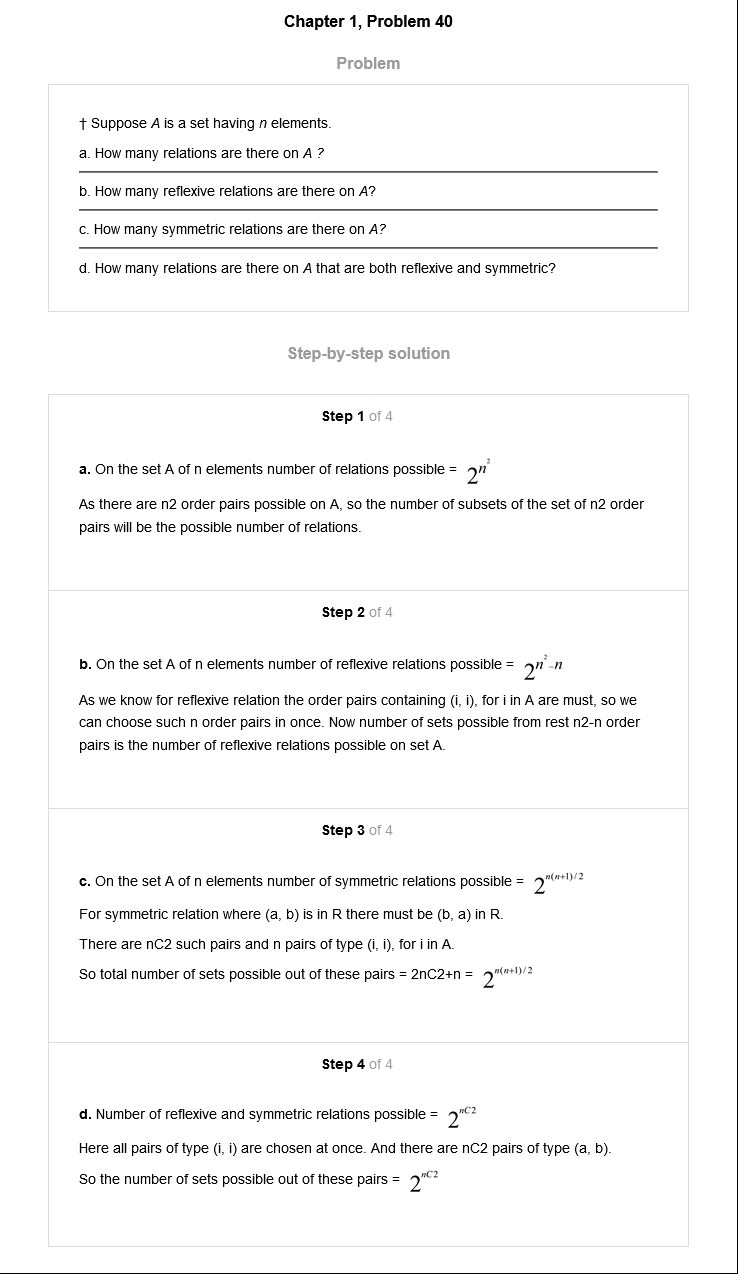 Chapter 1, Problem 40
Problem
† Suppose A is a set having n elements.
a. How many relations are there on A ?
b. How many reflexive relations are there on A?
c. How many symmetric relations are there on A?
d. How many relations are there on A that are both reflexive and symmetric?
Step-by-step solution
Step 1 of 4
a. On the set A of n elements number of relations possible = 2^{n^2}
As there are n2 order pairs possible on A, so the number of subsets of the set of n2 order
pairs will be the possible number of relations.
Step 2 of 4
b. On the set A of n elements number of reflexive relations possible = 2^{n^2-n}
As we know for reflexive relation the order pairs containing (i, i), for i in A are must, so we
can choose such n order pairs in once. Now number of sets possible from rest n2-n order
pairs is the number of reflexive relations possible on set A.
Step 3 of 4
c. On the set A of n elements number of symmetric relations possible = 2^{n(n+1)/2}
For symmetric relation where (a, b) is in R there must be (b, a) in R.
There are nC2 such pairs and n pairs of type (i, i), for i in A.
So total number of sets possible out of these pairs = 2nC2+n = 2^{n(n+1)/2}
Step 4 of 4
d. Number of reflexive and symmetric relations possible = 2^{nC2}
Here all pairs of type (i, i) are chosen at once. And there are nC2 pairs of type (a, b).
So the number of sets possible out of these pairs = 2^{nC2}